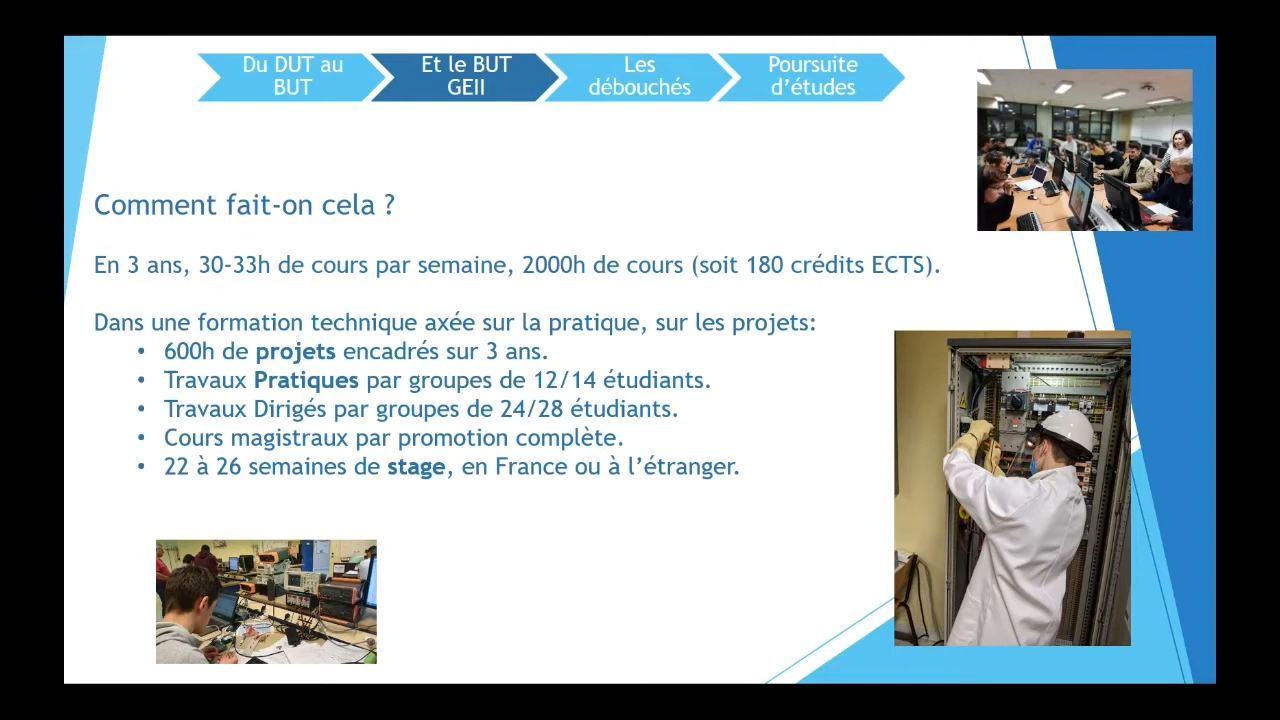 Du DUT au
BUT
Et le BUT
GEII
Les
débouchés
Poursuite
d’études
Comment fait-on cela ?
En 3 ans, 30-33h de cours par semaine, 2000h de cours (soit 180 crédits ECTS).
Dans une formation technique axée sur la pratique, sur les projets:
• 600h de projets encadrés sur 3 ans.
• Travaux Pratiques par groupes de 12/14 étudiants.
• Travaux Dirigés par groupes de 24/28 étudiants.
• Cours magistraux par promotion complète.
• 22 à 26 semaines de stage, en France ou à l’étranger.